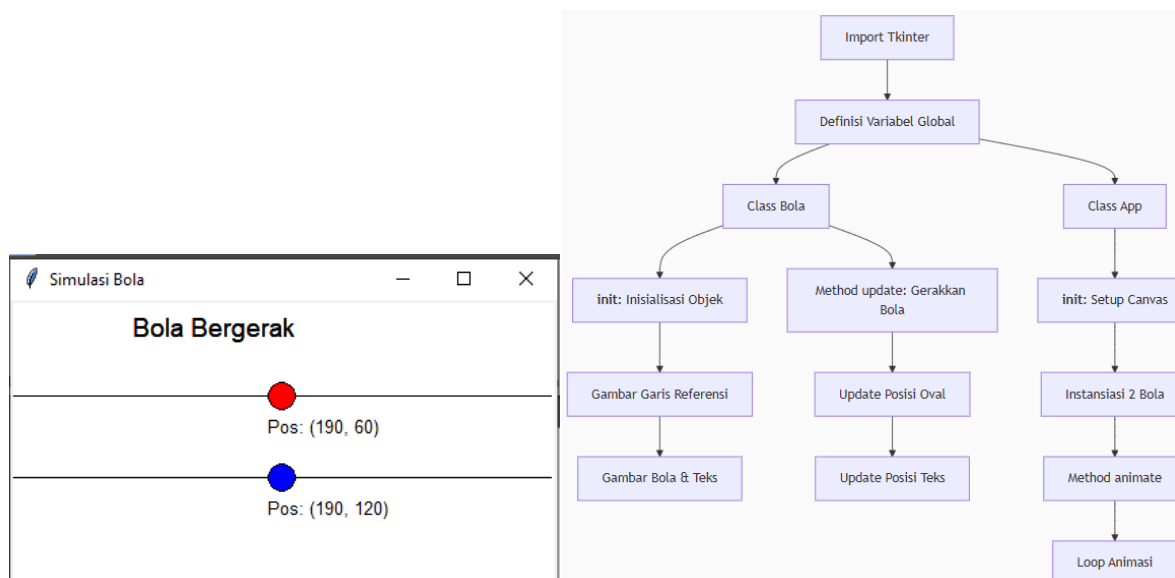 Simulasi Bola
Bola Bergerak
Pos: (190, 60)
Pos: (190, 120)
Import Tkinter
Definisi Variabel Global
Class Bola
Class App
init: Inisialisasi Objek
Method update: Gerakkan
Bola
init: Setup Canvas
Gambar Garis Referensi
Update Posisi Oval
Instansiasi 2 Bola
Gambar Bola & Teks
Update Posisi Teks
Method animate
Loop Animasi